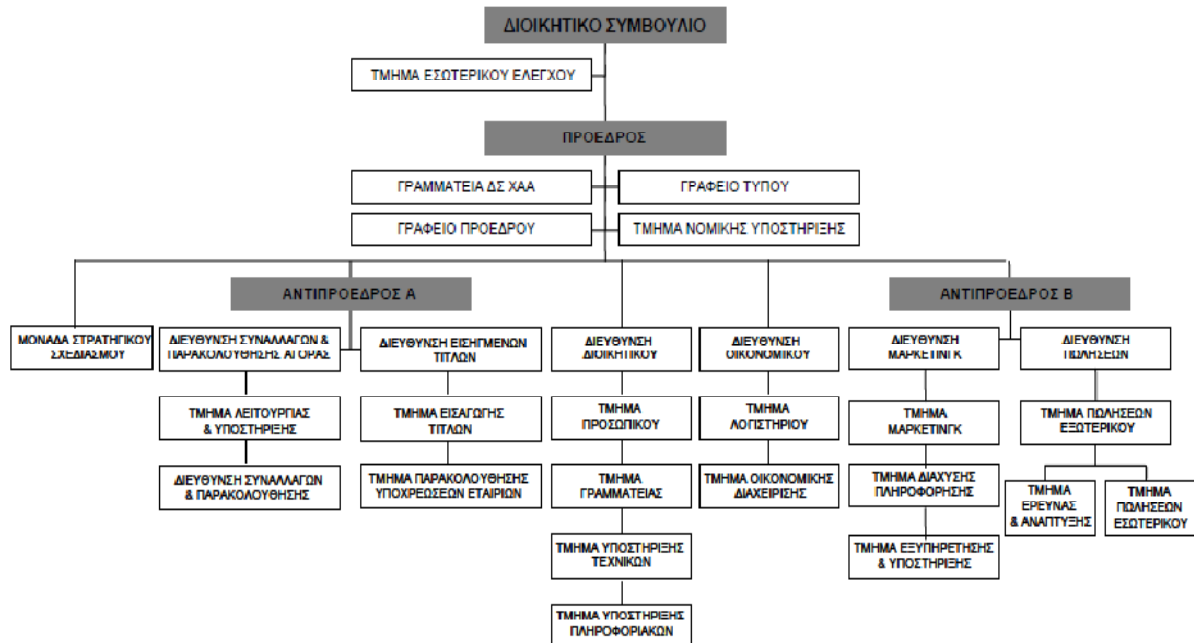 ΔΙΟΙΚΗΤΙΚΟ ΣΥΜΒΟΥΛΙΟ
ΤΜΗΜΑ ΕΣΩΤΕΡΙΚΟΥ ΕΛΕΓΧΟΥ
ΠΡΟΕΔΡΟΣ
ΓΡΑΜΜΑΤΕΙΑ ΔΣ ΧΑΑ
ΓΡΑΦΕΙΟ ΤΥΠΟΥ
ΓΡΑΦΕΙΟ ΠΡΟΕΔΡΟΥ
ΤΜΗΜΑ ΝΟΜΙΚΗΣ ΥΠΟΣΤΗΡΙΞΗΣ
ΑΝΤΙΠΡΟΕΔΡΟΣ Α
ΑΝΤΙΠΡΟΕΔΡΟΣ Β
ΜΟΝΑΔΑ ΣΤΡΑΤΗΓΙΚΟΥ
ΣΧΕΔΙΑΣΜΟΥ
ΔΙΕΥΘΥΝΣΗ ΣΥΝΑΛΛΑΓΩΝ &
ΠΑΡΑΚΟΛΟΥΘΗΣΗΣ ΑΓΟΡΑΣ
ΔΙΕΥΘΥΝΣΗ ΕΙΣΗΓΜΕΝΩΝ
ΤΙΤΛΩΝ
ΔΙΕΥΘΥΝΣΗ
ΔΙΟΙΚΗΤΙΚΟΥ
ΔΙΕΥΘΥΝΣΗ
ΟΙΚΟΝΟΜΙΚΟΥ
ΔΙΕΥΘΥΝΣΗ
ΜΑΡΚΕΤΙΝΓΚ
ΔΙΕΥΘΥΝΣΗ
ΠΩΛΗΣΕΩΝ
ΤΜΗΜΑ ΛΕΙΤΟΥΡΓΙΑΣ
& ΥΠΟΣΤΗΡΙΞΗΣ
ΤΜΗΜΑ ΕΙΣΑΓΩΓΗΣ
ΤΙΤΛΩΝ
ΤΜΗΜΑ
ΠΡΟΣΩΠΙΚΟΥ
ΤΜΗΜΑ
ΛΟΓΙΣΤΗΡΙΟΥ
ΤΜΗΜΑ
ΜΑΡΚΕΤΙΝΓΚ
ΤΜΗΜΑ ΠΩΛΗΣΕΩΝ
ΕΞΩΤΕΡΙΚΟΥ
ΔΙΕΥΘΥΝΣΗ ΣΥΝΑΛΛΑΓΩΝ
& ΠΑΡΑΚΟΛΟΥΘΗΣΗΣ
ΤΜΗΜΑ ΠΑΡΑΚΟΛΟΥΘΗΣΗΣ
ΥΠΟΧΡΕΩΣΕΩΝ ΕΤΑΙΡΙΩΝ
ΤΜΗΜΑ
ΓΡΑΜΜΑΤΕΙΑΣ
ΤΜΗΜΑ ΟΙΚΟΝΟΜΙΚΗΣ
ΔΙΑΧΕΙΡΙΣΗΣ
ΤΜΗΜΑ ΔΙΑΧΥΣΗΣ
ΠΛΗΡΟΦΟΡΗΣΗΣ
ΤΜΗΜΑ
ΕΡΕΥΝΑΣ
& ΑΝΑΠΤΥΞΗΣ
ΤΜΗΜΑ
ΠΩΛΗΣΕΩΝ
ΕΣΩΤΕΡΙΚΟΥ
ΤΜΗΜΑ ΥΠΟΣΤΗΡΙΞΗΣ
ΤΕΧΝΙΚΩΝ
ΤΜΗΜΑ ΕΞΥΠΗΡΕΤΗΣΗΣ
& ΥΠΟΣΤΗΡΙΞΗΣ
ΤΜΗΜΑ ΥΠΟΣΤΗΡΙΞΗΣ
ΠΛΗΡΟΦΟΡΙΑΚΩΝ